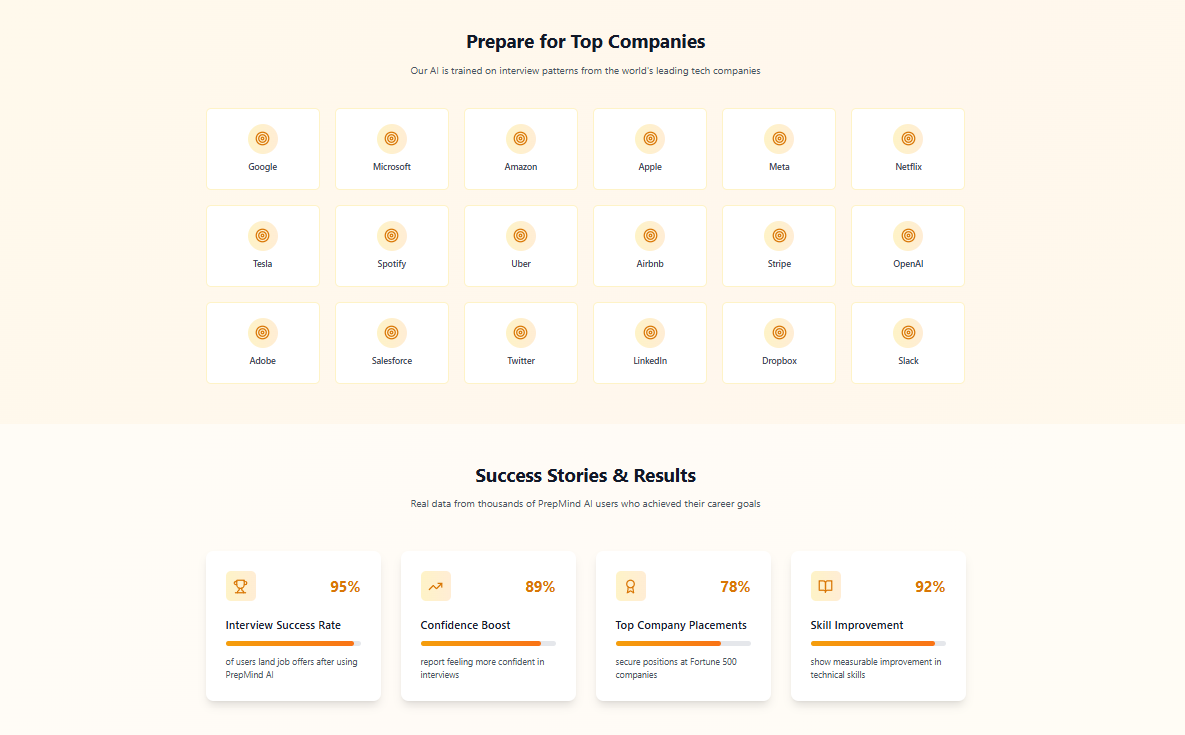 Prepare for Top Companies
Our AI is trained on interview patterns from the world's leading tech companies
Google
Microsoft
Amazon
Apple
Meta
Netflix
Tesla
Spotify
Uber
Airbnb
Stripe
OpenAI
Adobe
Salesforce
Twitter
LinkedIn
Dropbox
Slack
Success Stories & Results
Real data from thousands of PrepMind AI users who achieved their career goals
95%
Interview Success Rate
of users land job offers after using
PrepMind AI
89%
Confidence Boost
report feeling more confident in
interviews
78%
Top Company Placements
secure positions at Fortune 500
companies
92%
Skill Improvement
show measurable improvement in
technical skills